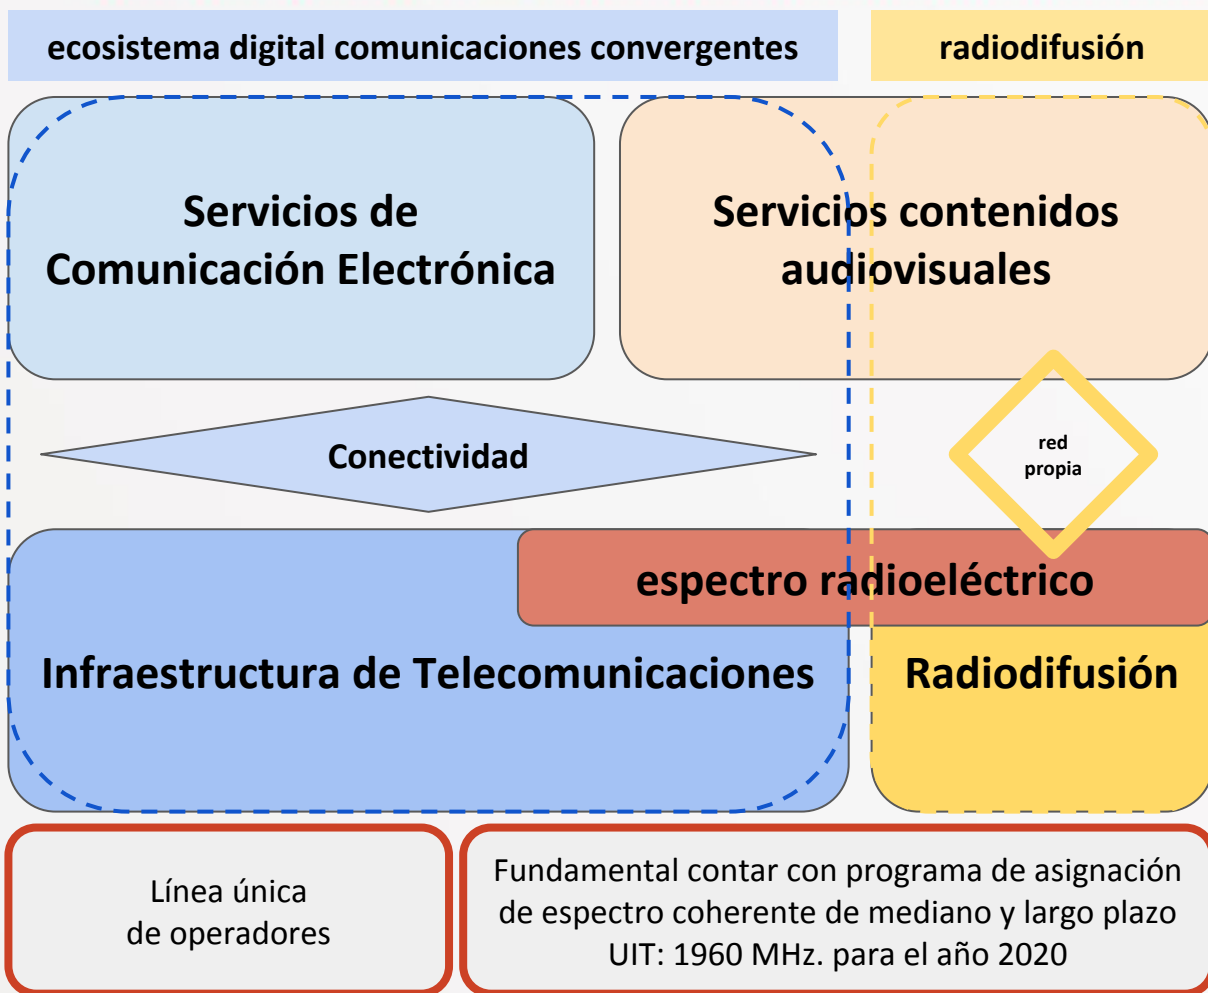 ecosistema digital comunicaciones convergentes
radiodifusión
Servicios de
Comunicación Electrónica
Servicios contenidos
audiovisuales
Conectividad
red
propia
espectro radioeléctrico
Infraestructura de Telecomunicaciones
Radiodifusión
Línea única
de operadores
Fundamental contar con programa de asignación
de espectro coherente de mediano y largo plazo
UIT: 1960 MHz. para el año 2020